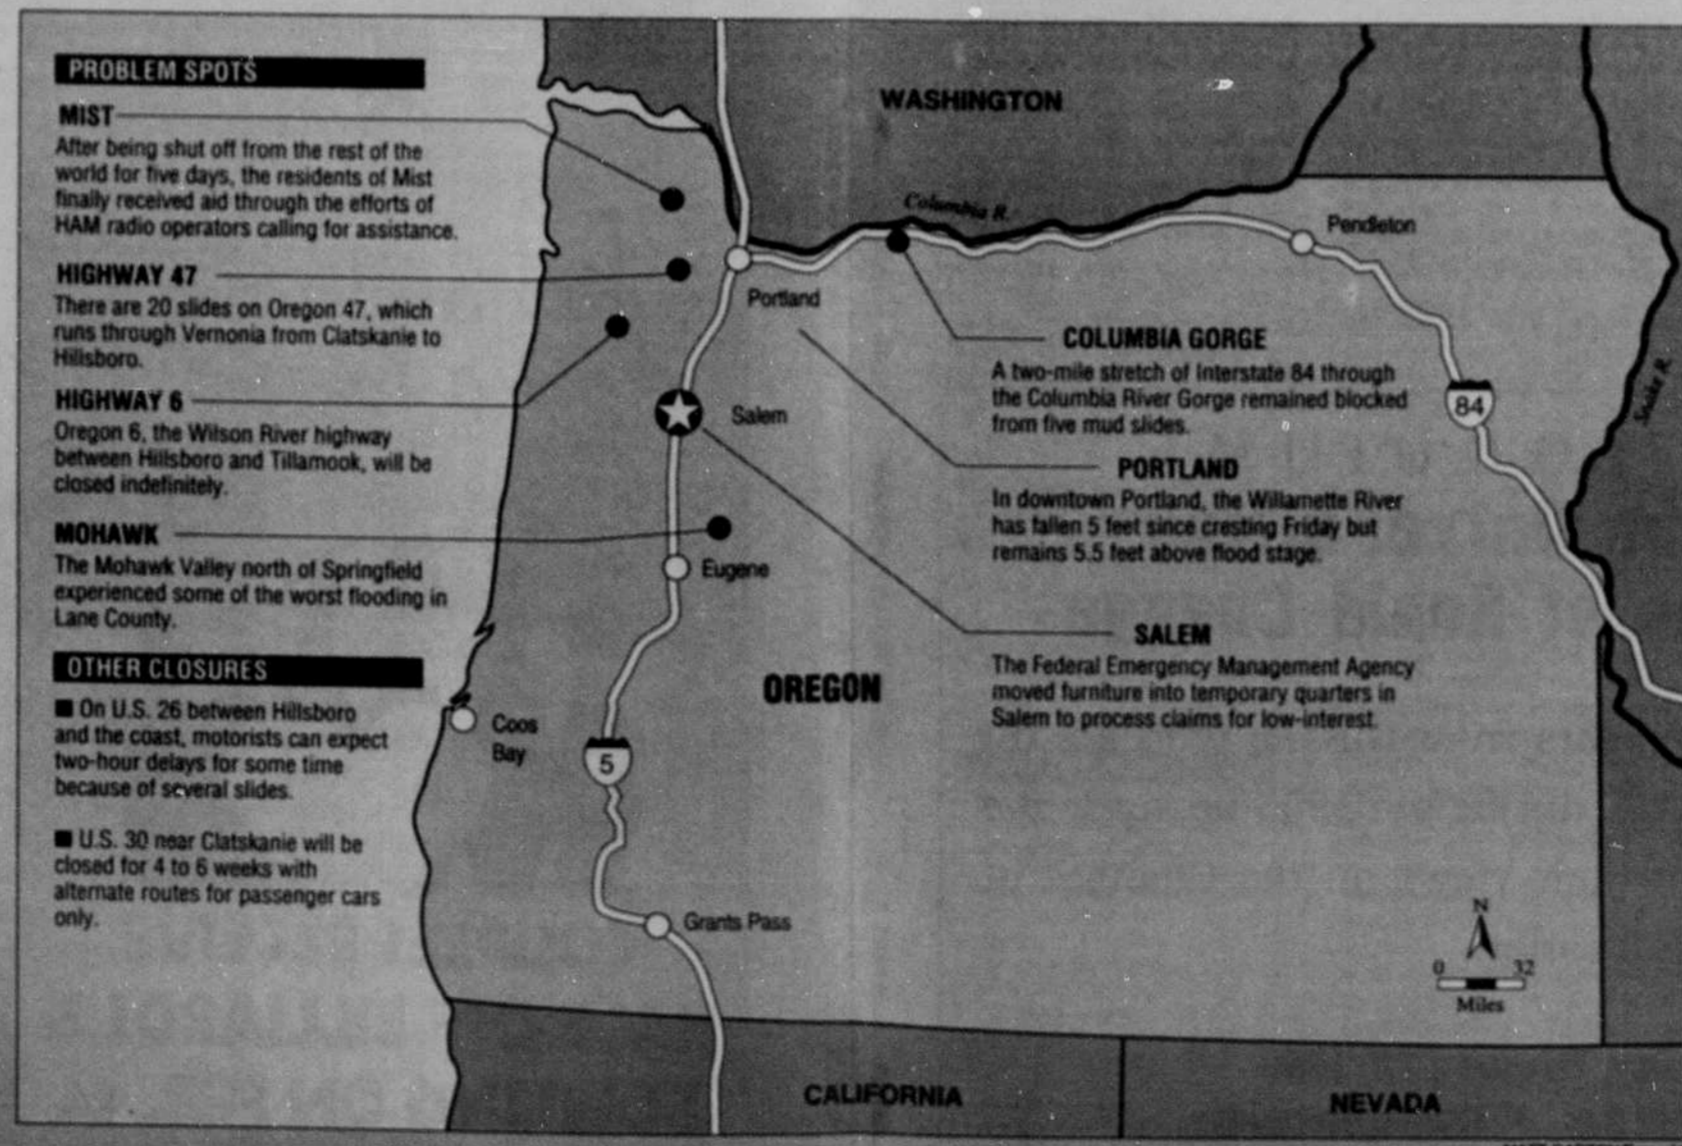 PROBLEM SPOTS
MIST
After being shut off from the rest of the
world for five days, the residents of Mist
finally received aid through the efforts of
HAM radio operators calling for assistance.
HIGHWAY 47
There are 20 slides on Oregon 47, which
runs through Vernonia from Clatskanie to
Hillsboro.
HIGHWAY 6
Oregon 6, the Wilson River highway
between Hillsboro and Tillamook, will be
closed indefinitely.
MOHAWK
The Mohawk Valley north of Springfield
experienced some of the worst flooding in
Lane County.
OTHER CLOSURES
■ On U.S. 26 between Hillsboro
and the coast, motorists can expect
two-hour delays for some time
because of several slides.
■ U.S. 30 near Clatskanie will be
closed for 4 to 6 weeks with
alternate routes for passenger cars
only.
WASHINGTON
Columbia R.
Pendleton
Portland
COLUMBIA GORGE
A two-mile stretch of Interstate 84 through
the Columbia River Gorge remained blocked
from five mud slides.
84
Snake R.
Salem
PORTLAND
In downtown Portland, the Willamette River
has fallen 5 feet since cresting Friday but
remains 5.5 feet above flood stage.
Eugene
SALEM
The Federal Emergency Management Agency
moved furniture into temporary quarters in
Salem to process claims for low-interest.
OREGON
Coos
Bay
5
Grants Pass
N
0 32
Miles
CALIFORNIA
NEVADA